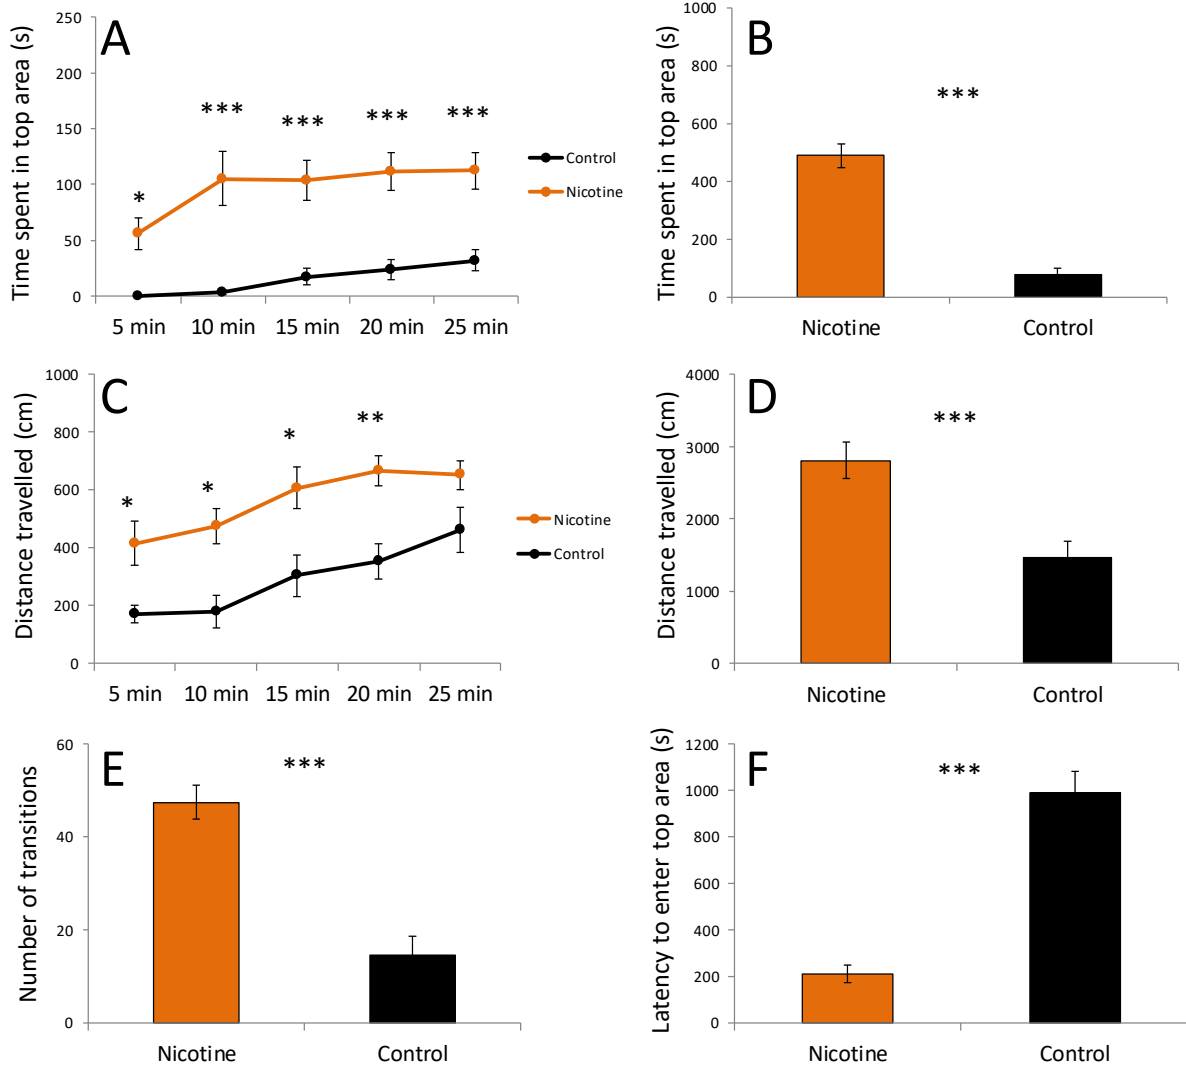 A
Time spent in top area (s)
250
200
150
100
50
0
*
***
***
***
***
Control
Nicotine
5 min 10 min 15 min 20 min 25 min
B
Time spent in top area (s)
1000
800
600
400
200
0
***
Nicotine Control
C
Distance travelled (cm)
1000
800
600
400
200
0
*
*
*
**
Nicotine
Control
5 min 10 min 15 min 20 min 25 min
D
Distance travelled (cm)
4000
3000
2000
1000
0
***
Nicotine Control
E
Number of transitions
60
40
20
0
***
Nicotine Control
F
Latency to enter top area (s)
1200
1000
800
600
400
200
0
***
Nicotine Control